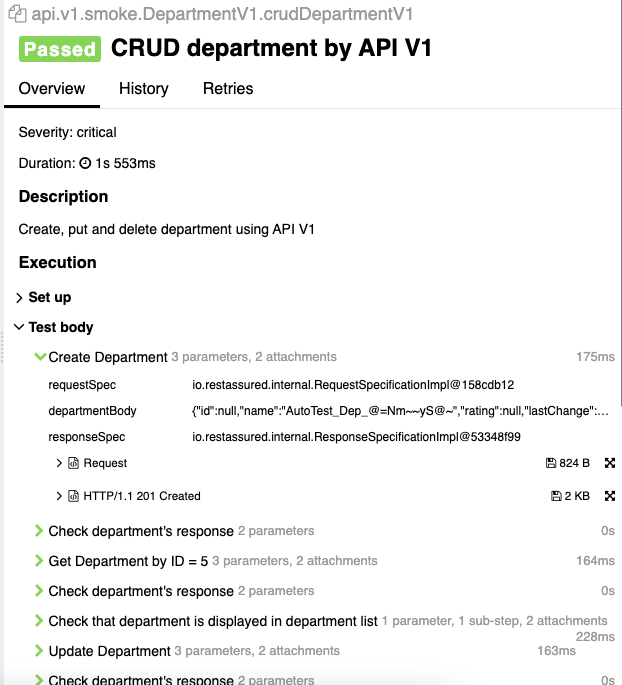 api.v1.smoke.DepartmentV1.crudDepartmentV1
Passed CRUD department by API V1
Overview History Retries
Severity: critical
Duration: 1s 553ms
Description
Create, put and delete department using API V1
Execution
Set up
Test body
Create Department 3 parameters, 2 attachments 175ms
requestSpec io.restassured.internal.RequestSpecificationImpl@158cdb12
departmentBody {"id":null,"name":"AutoTest_Dep_@=Nm~~yS@~","rating":null,"lastChange":...
responseSpec io.restassured.internal.ResponseSpecificationImpl@53348f99
Request 824 B
HTTP/1.1 201 Created 2 KB
Check department's response 2 parameters 0s
Get Department by ID = 5 3 parameters, 2 attachments 164ms
Check department's response 2 parameters 0s
Check that department is displayed in department list 1 parameter, 1 sub-step, 2 attachments
228ms
Update Department 3 parameters, 2 attachments 163ms
Check department's response 2 parameters 0s